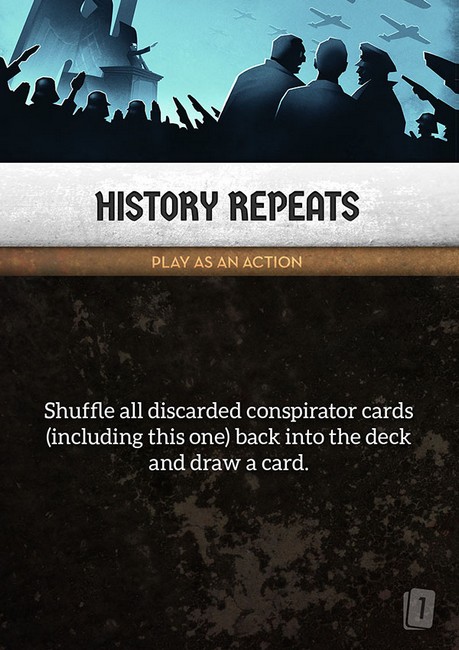 HISTORY REPEATS
PLAY AS AN ACTION
Shuffle all discarded conspirator cards
(including this one) back into the deck
and draw a card.
1